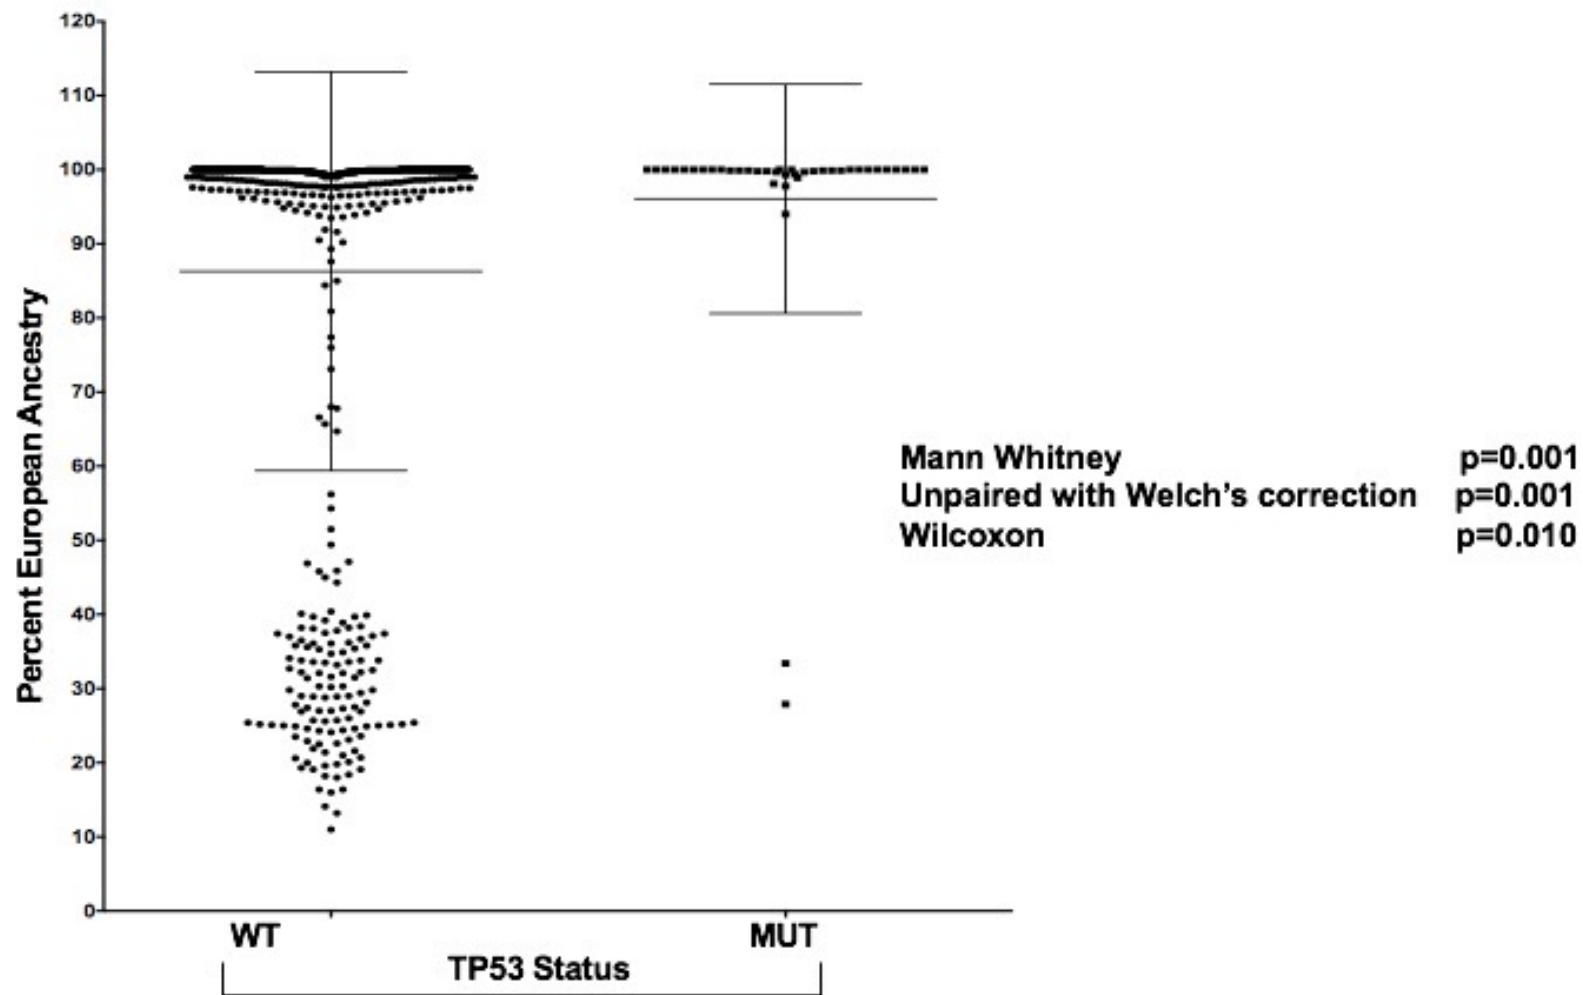 120
110
100
90
80
70
60
50
40
30
20
10
0
Percent European Ancestry
Mann Whitney p=0.001
Unpaired with Welch’s correction p=0.001
Wilcoxon p=0.010
WT MUT
TP53 Status